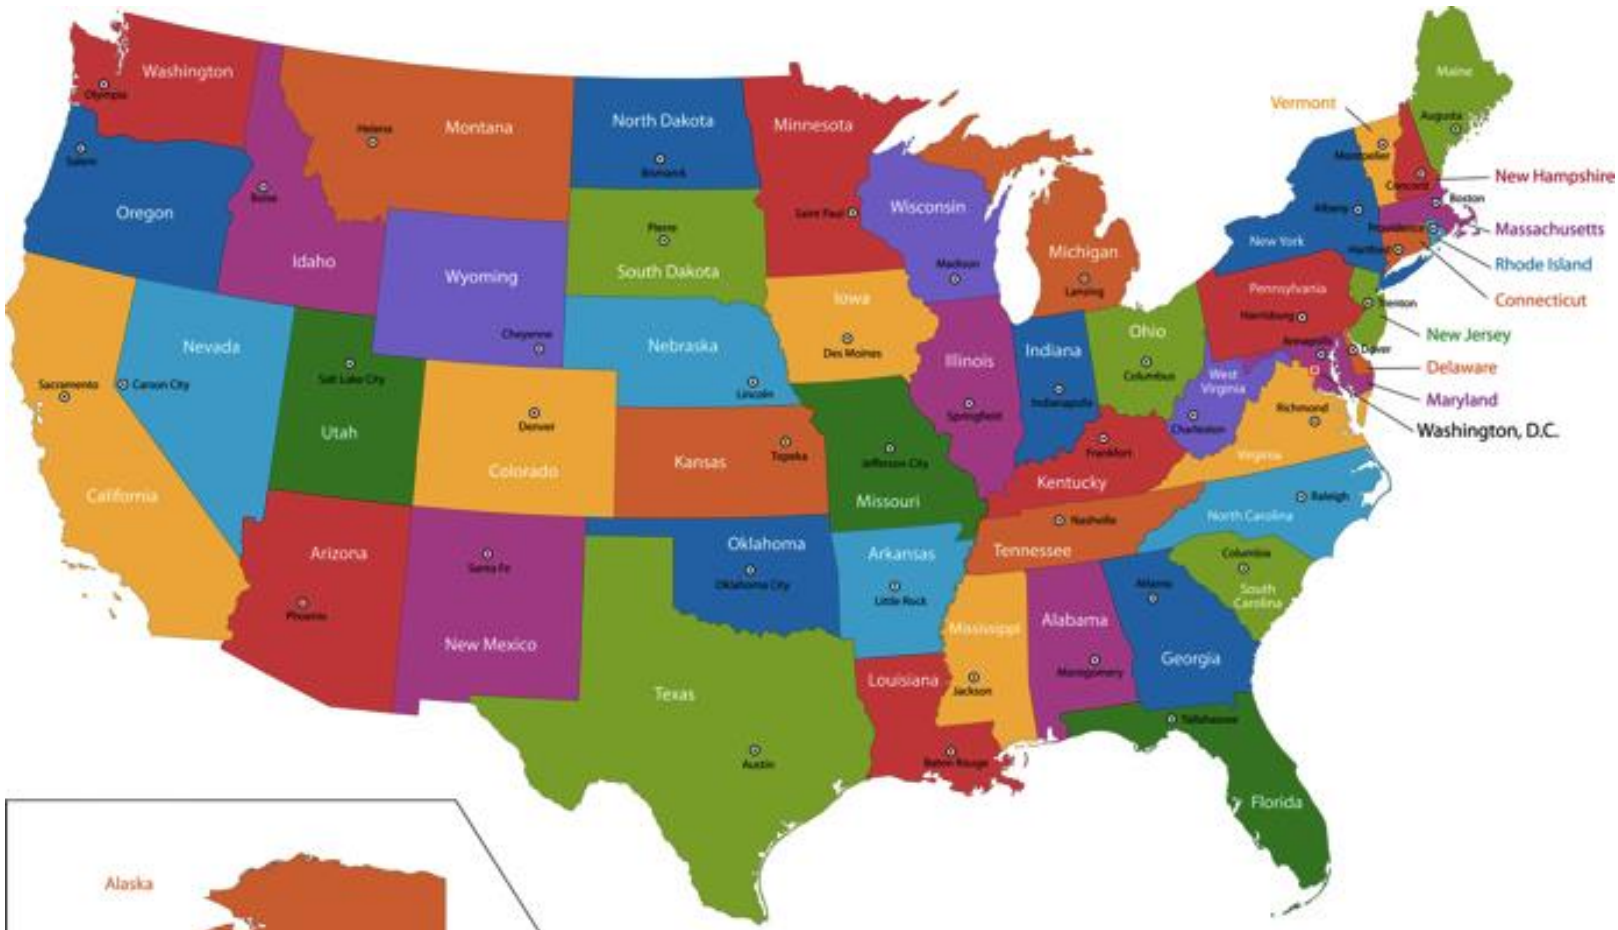 Washington
Olympia
Montana
Helena
North Dakota
Bismarck
Minnesota
Saint Paul
Maine
Augusta
Vermont
Montpelier
Concord
New Hampshire
Salem
Oregon
Boise
Idaho
Wyoming
Cheyenne
Pierre
South Dakota
Wisconsin
Madison
Michigan
Lansing
New York
Albany
Boston
Massachusetts
Providence
Rhode Island
Hartford
Connecticut
Nevada
Carson City
Sacramento
California
Salt Lake City
Utah
Denver
Colorado
Nebraska
Lincoln
Iowa
Des Moines
Illinois
Springfield
Indiana
Indianapolis
Ohio
Columbus
Pennsylvania
Harrisburg
Trenton
New Jersey
Annapolis
Dover
Delaware
Maryland
Washington, D.C.
West
Virginia
Charleston
Richmond
Virginia
Kansas
Topeka
Jefferson City
Missouri
Frankfort
Kentucky
Nashville
Tennessee
Raleigh
North Carolina
Arizona
Phoenix
Santa Fe
New Mexico
Oklahoma
Oklahoma City
Arkansas
Little Rock
Mississippi
Jackson
Alabama
Montgomery
Atlanta
Georgia
Columbia
South
Carolina
Texas
Austin
Louisiana
Baton Rouge
Tallahassee
Florida
Alaska